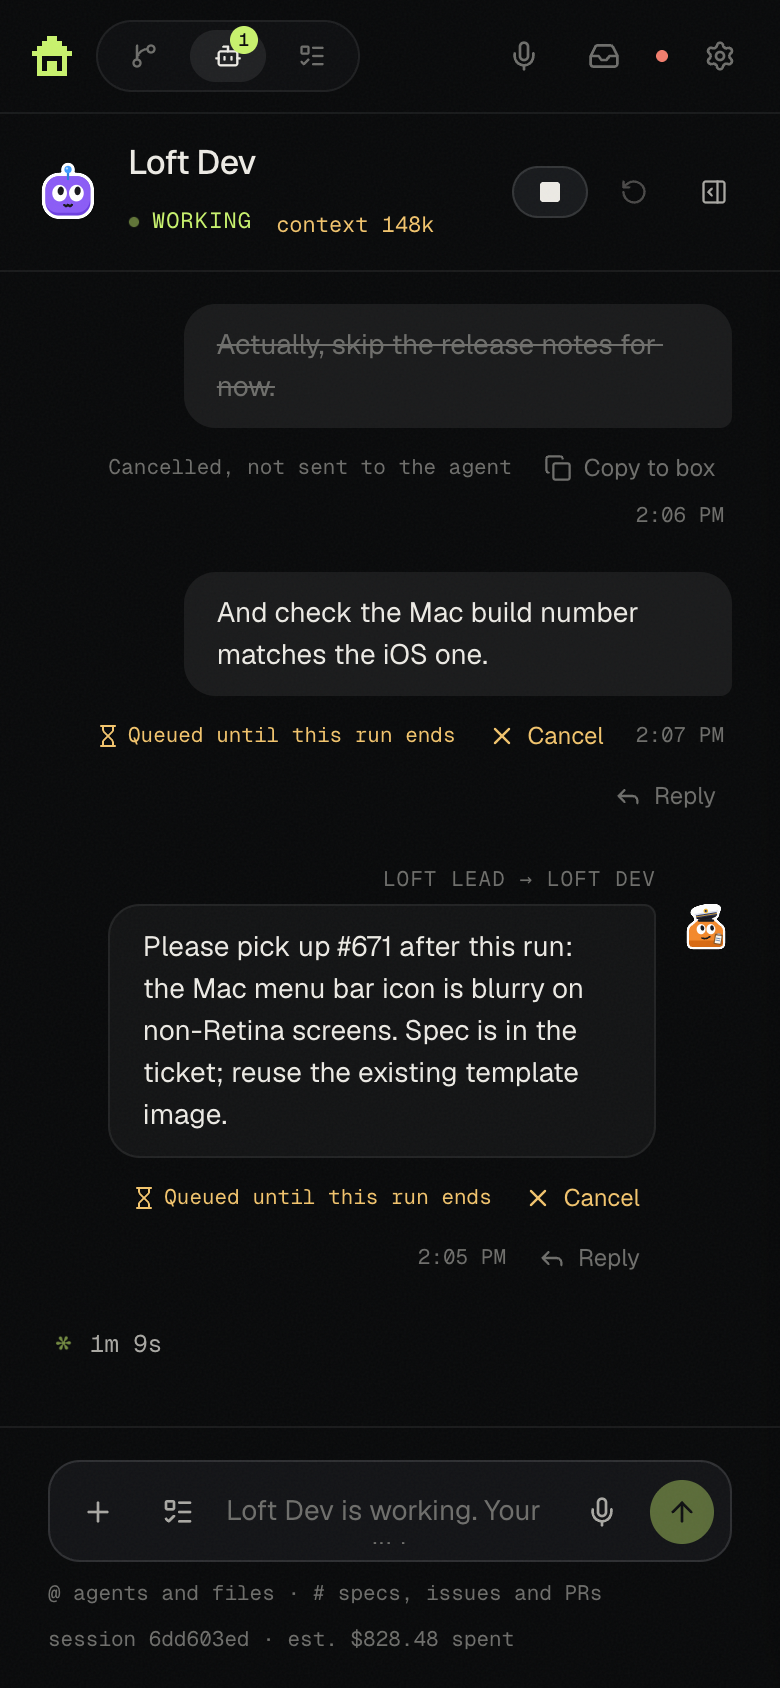 1
Loft Dev
WORKING context 148k
Actually, skip the release notes for
now.
Cancelled, not sent to the agent Copy to box
2:06 PM
And check the Mac build number
matches the iOS one.
Queued until this run ends Cancel 2:07 PM
Reply
LOFT LEAD → LOFT DEV
Please pick up #671 after this run:
the Mac menu bar icon is blurry on
non-Retina screens. Spec is in the
ticket; reuse the existing template
image.
Queued until this run ends Cancel
2:05 PM Reply
* 1m 9s
Loft Dev is working. Your
@ agents and files · # specs, issues and PRs
session 6dd603ed · est. $828.48 spent